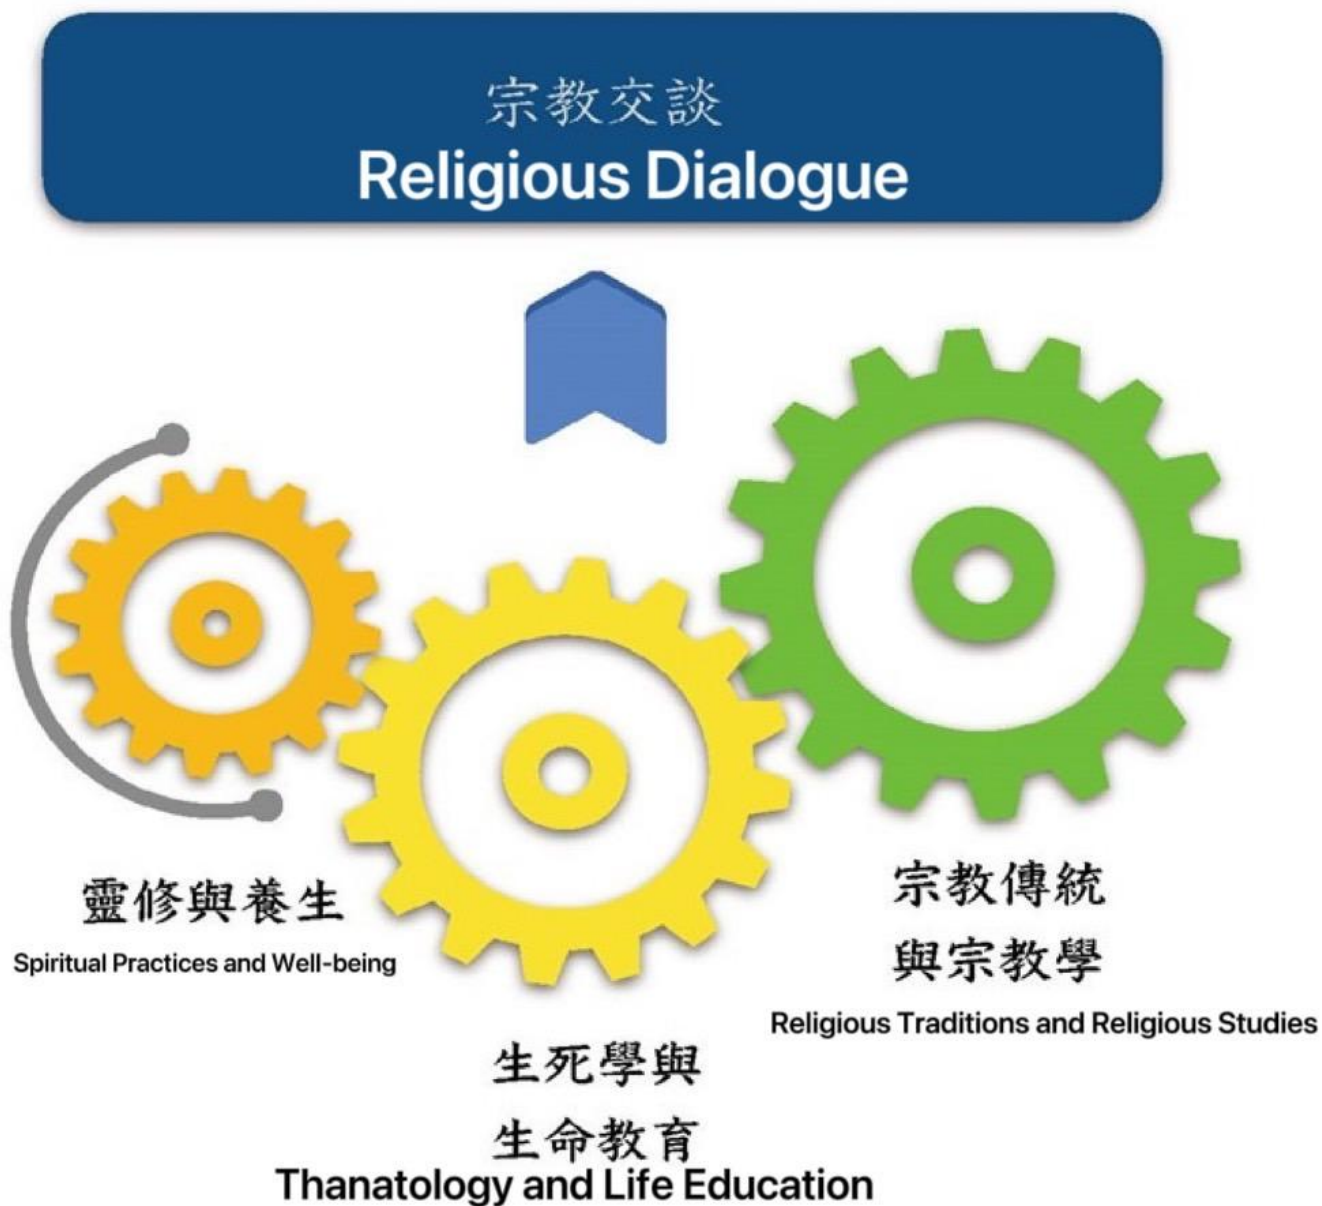 宗教交談
Religious Dialogue
靈修與養生
Spiritual Practices and Well-being
生死學與
生命教育
Thanatology and Life Education
宗教傳統
與宗教學
Religious Traditions and Religious Studies